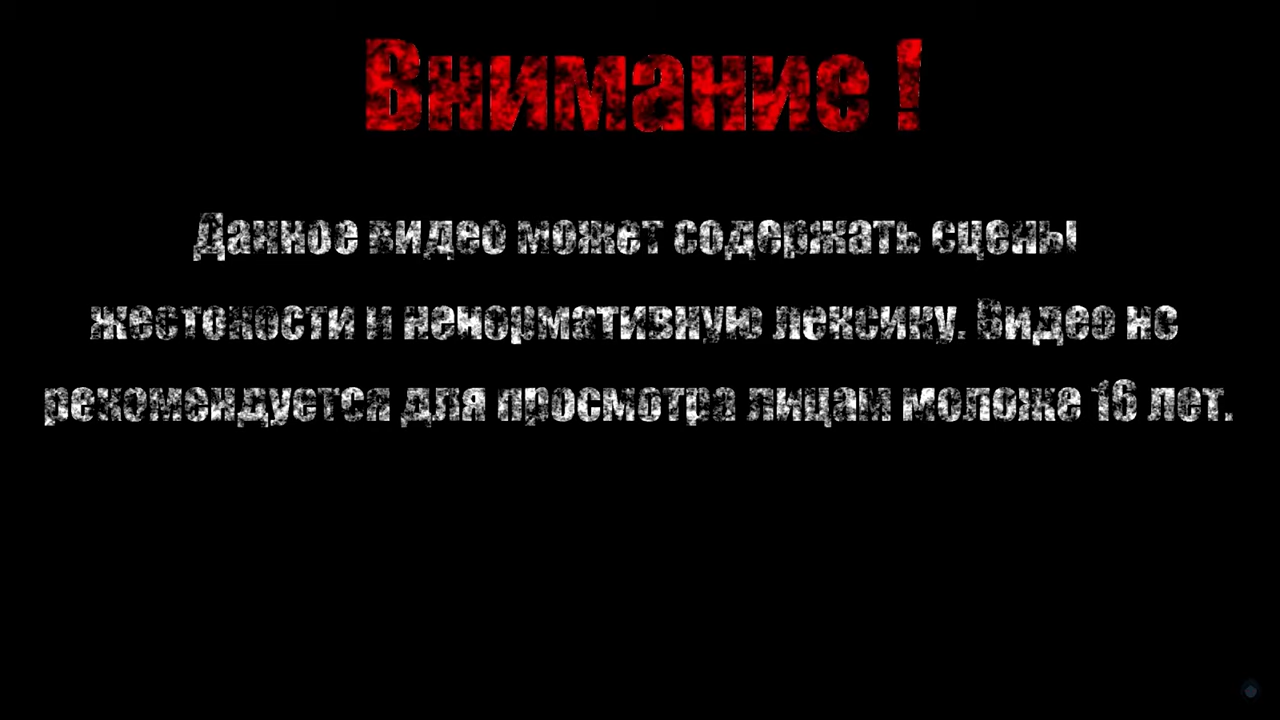 Внимание !
Данное видео может содержать сцены
жестокости и ненормативную лексику. Видео не
рекомендуется для просмотра лицам моложе 16 лет.